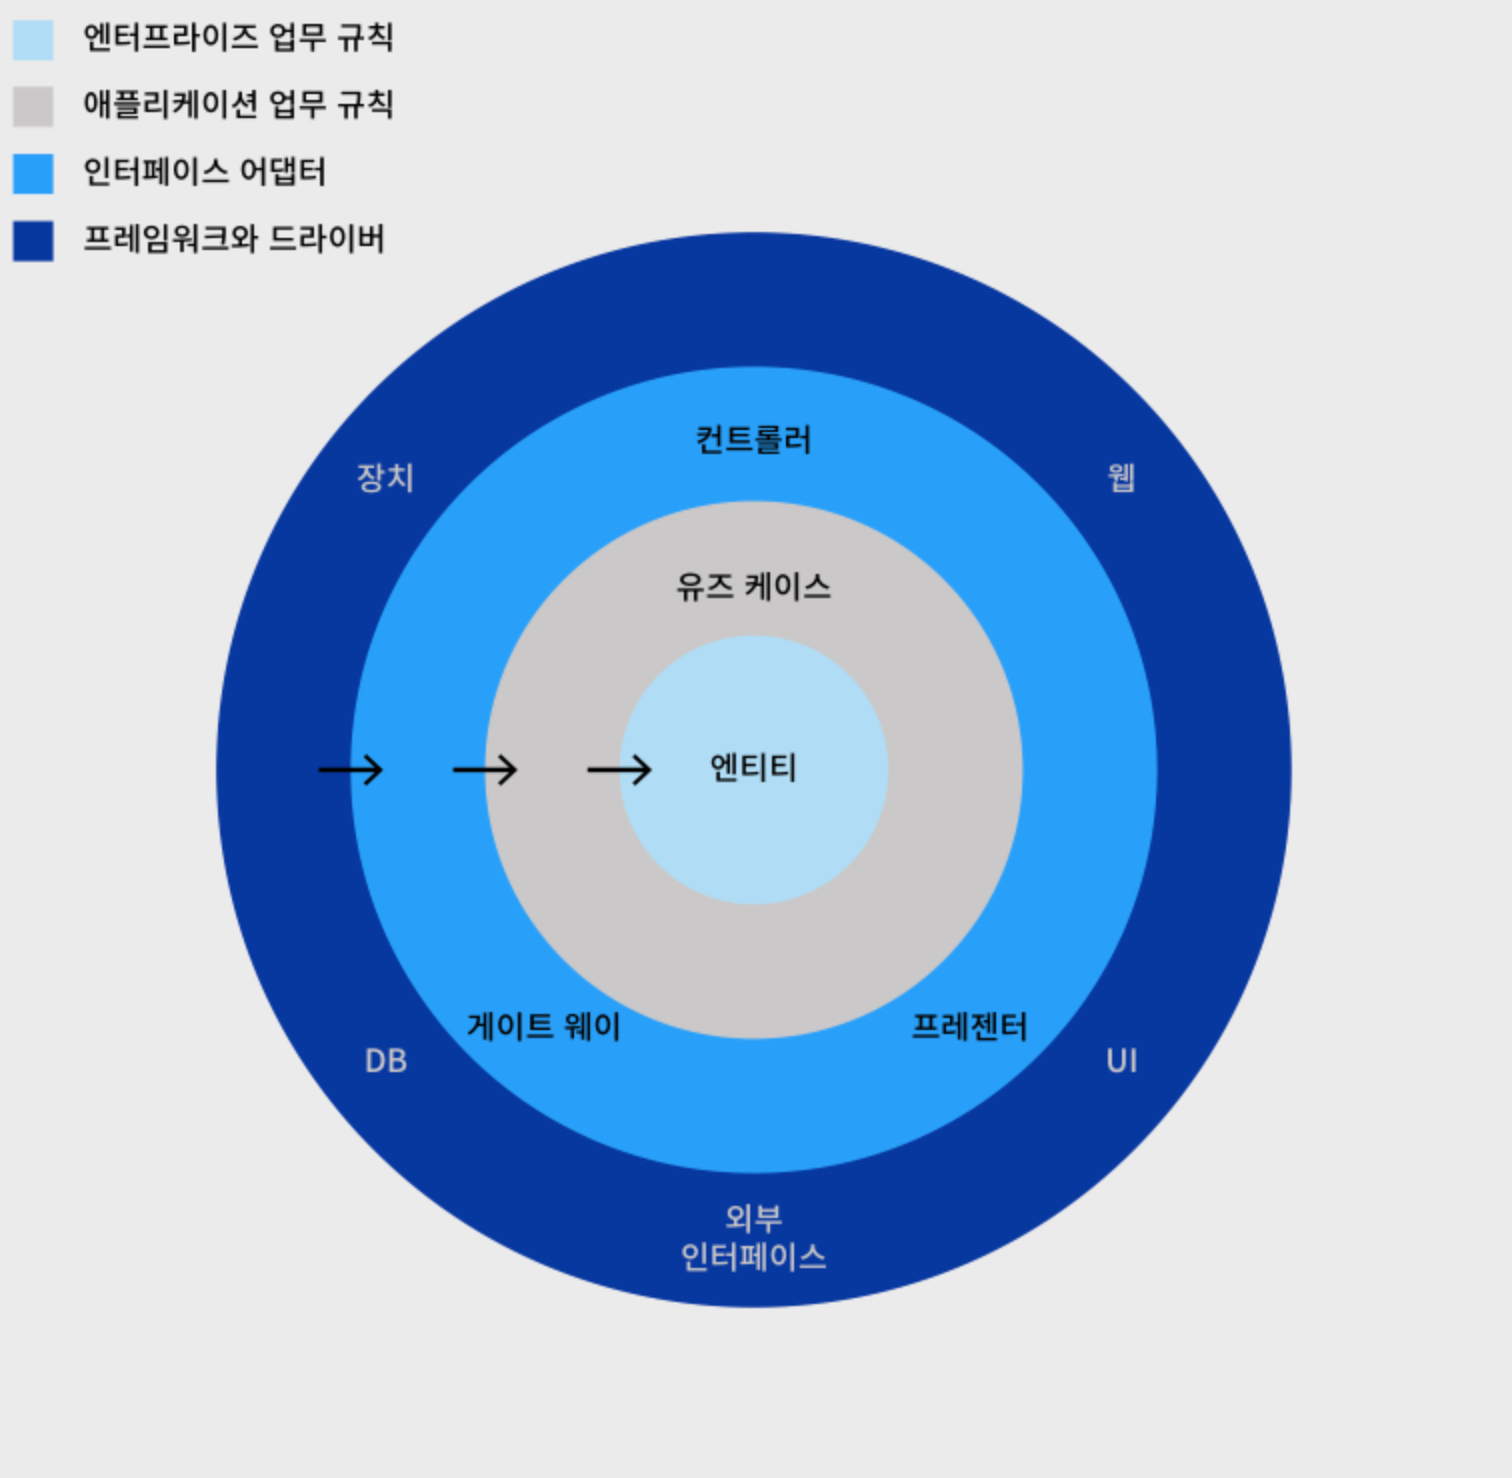 엔터프라이즈 업무 규칙
애플리케이션 업무 규칙
인터페이스 어댑터
프레임워크와 드라이버
컨트롤러
장치
웹
유즈 케이스
엔티티
게이트 웨이
프레젠터
DB
UI
외부
인터페이스